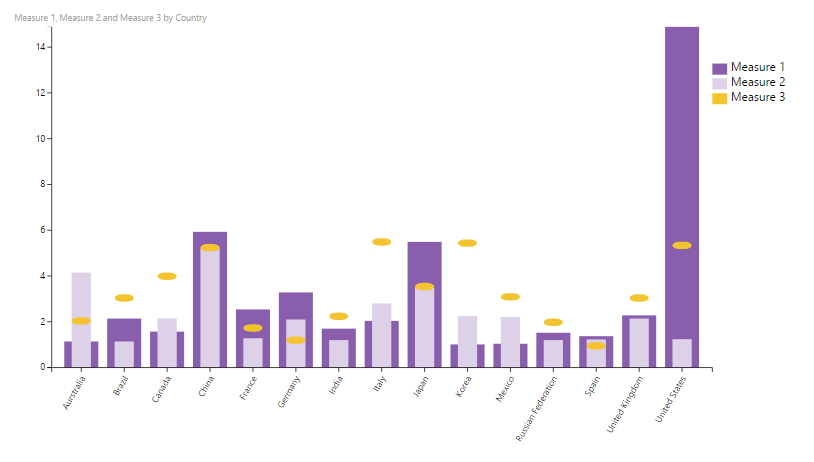 Measure 1, Measure 2 and Measure 3 by Country
14
12
10
8
6
4
2
0
Measure 1
Measure 2
Measure 3
Aurstralia
Brazil
Canada
China
France
Germany
India
Italy
Japan
Korea
Mexico
Russian Federation
Spain
United Kingdom
United States